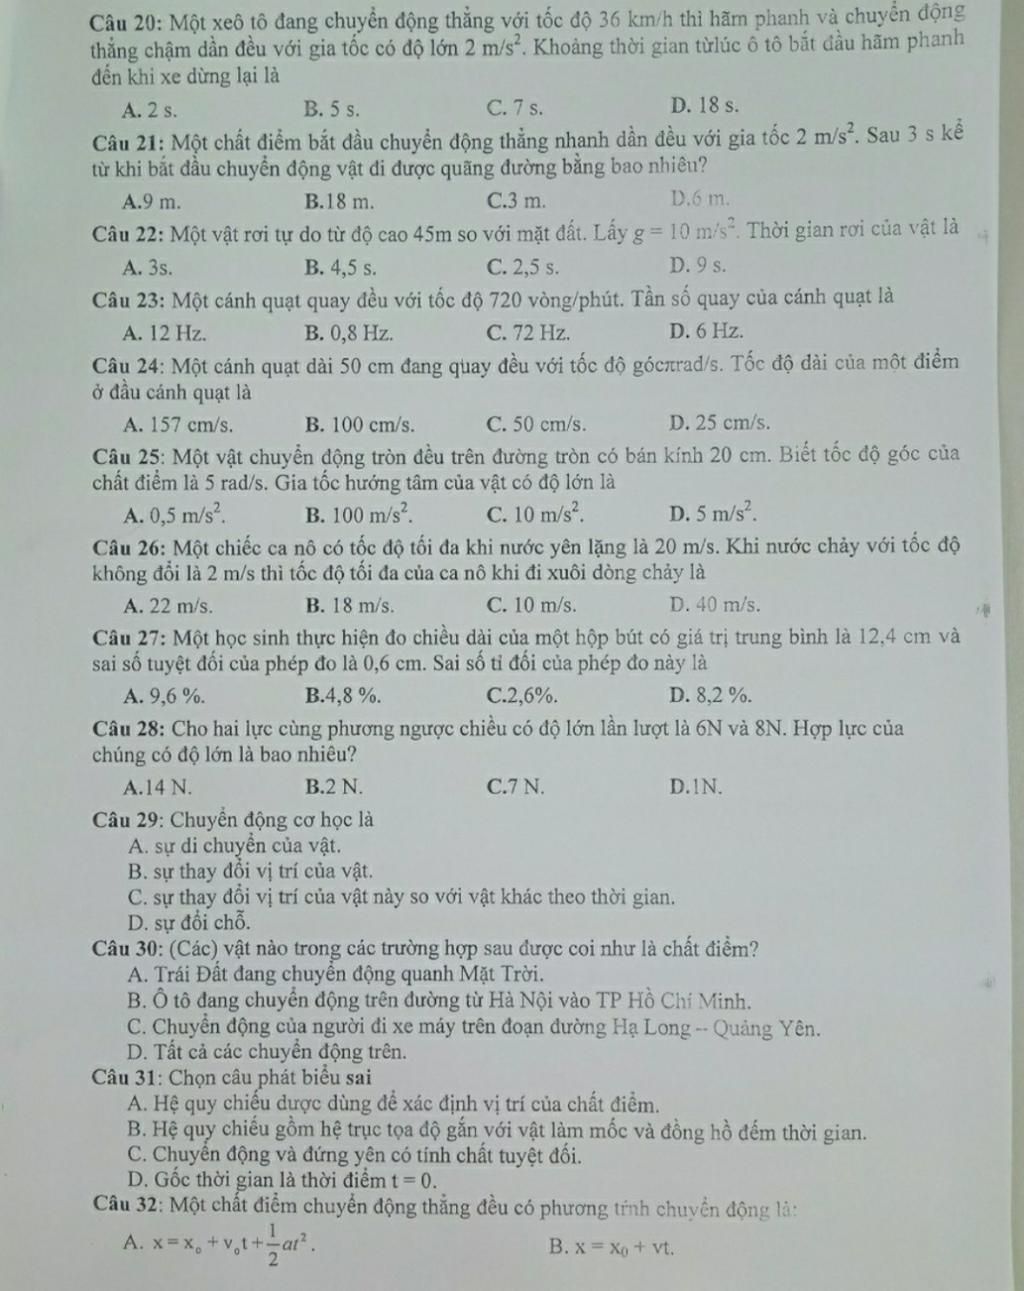 Câu 20: Một xeô tô đang chuyển động thẳng với tốc độ 36 km/h thì hãm phanh và chuyển động
thẳng chậm dần đều với gia tốc có độ lớn 2 m/s². Khoảng thời gian từlúc ô tô bắt đầu hãm phanh
đến khi xe dừng lại là
A. 2 s. B. 5 s. C. 7 s. D. 18 s.
Câu 21: Một chất điểm bắt đầu chuyển động thẳng nhanh dần đều với gia tốc 2 m/s². Sau 3 s kể
từ khi bắt đầu chuyển động vật đi được quãng đường bằng bao nhiêu?
A.9 m. B.18 m. C.3 m. D.6 m.
Câu 22: Một vật rơi tự do từ độ cao 45m so với mặt đất. Lấy g = 10 m/s². Thời gian rơi của vật là
A. 3s. B. 4,5 s. C. 2,5 s. D. 9 s.
Câu 23: Một cánh quạt quay đều với tốc độ 720 vòng/phút. Tần số quay của cánh quạt là
A. 12 Hz. B. 0,8 Hz. C. 72 Hz. D. 6 Hz.
Câu 24: Một cánh quạt dài 50 cm đang quay đều với tốc độ gócπrad/s. Tốc độ dài của một điểm
ở đầu cánh quạt là
A. 157 cm/s. B. 100 cm/s. C. 50 cm/s. D. 25 cm/s.
Câu 25: Một vật chuyển động tròn đều trên đường tròn có bán kính 20 cm. Biết tốc độ góc của
chất điểm là 5 rad/s. Gia tốc hướng tâm của vật có độ lớn là
A. 0,5 m/s². B. 100 m/s². C. 10 m/s². D. 5 m/s².
Câu 26: Một chiếc ca nô có tốc độ tối đa khi nước yên lặng là 20 m/s. Khi nước chảy với tốc độ
không đổi là 2 m/s thì tốc độ tối đa của ca nô khi đi xuôi dòng chảy là
A. 22 m/s. B. 18 m/s. C. 10 m/s. D. 40 m/s.
Câu 27: Một học sinh thực hiện đo chiều dài của một hộp bút có giá trị trung bình là 12,4 cm và
sai số tuyệt đối của phép đo là 0,6 cm. Sai số tỉ đối của phép đo này là
A. 9,6 %. B.4,8 %. C.2,6%. D. 8,2 %.
Câu 28: Cho hai lực cùng phương ngược chiều có độ lớn lần lượt là 6N và 8N. Hợp lực của
chúng có độ lớn là bao nhiêu?
A.14 N. B.2 N. C.7 N. D.1N.
Câu 29: Chuyển động cơ học là
A. sự di chuyển của vật.
B. sự thay đổi vị trí của vật.
C. sự thay đổi vị trí của vật này so với vật khác theo thời gian.
D. sự đổi chỗ.
Câu 30: (Các) vật nào trong các trường hợp sau được coi như là chất điểm?
A. Trái Đất đang chuyển động quanh Mặt Trời.
B. Ô tô đang chuyển động trên đường từ Hà Nội vào TP Hồ Chí Minh.
C. Chuyển động của người đi xe máy trên đoạn đường Hạ Long – Quảng Yên.
D. Tất cả các chuyển động trên.
Câu 31: Chọn câu phát biểu sai
A. Hệ quy chiếu được dùng để xác định vị trí của chất điểm.
B. Hệ quy chiếu gồm hệ trục tọa độ gắn với vật làm mốc và đồng hồ đếm thời gian.
C. Chuyển động và đứng yên có tính chất tuyệt đối.
D. Gốc thời gian là thời điểm t = 0.
Câu 32: Một chất điểm chuyển động thẳng đều có phương trình chuyển động là:
A. x = x₀ + v₀t + 1/2 at². B. x = x₀ + vt.